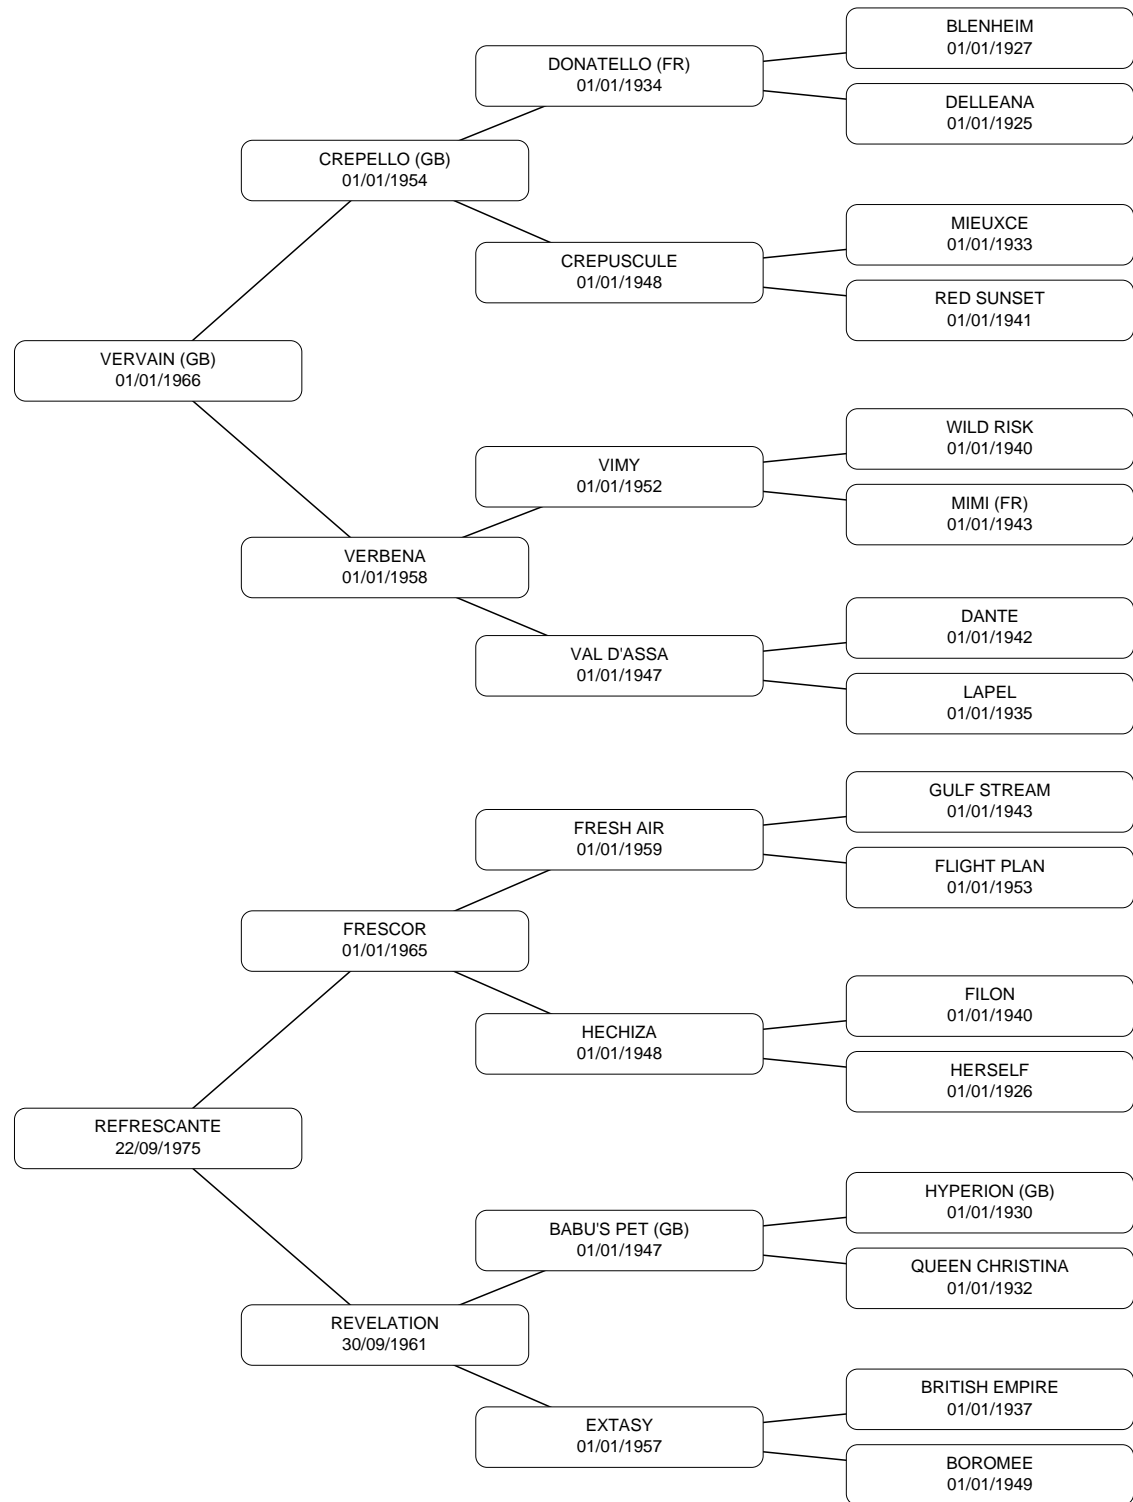 BLENHEIM
01/01/1927
DONATELLO (FR)
01/01/1934
DELLEANA
01/01/1925
CREPELLO (GB)
01/01/1954
MIEUXCE
01/01/1933
CREPUSCULE
01/01/1948
RED SUNSET
01/01/1941
VERVAIN (GB)
01/01/1966
WILD RISK
01/01/1940
VIMY
01/01/1952
MIMI (FR)
01/01/1943
VERBENA
01/01/1958
DANTE
01/01/1942
VAL D'ASSA
01/01/1947
LAPEL
01/01/1935
GULF STREAM
01/01/1943
FRESH AIR
01/01/1959
FLIGHT PLAN
01/01/1953
FRESCOR
01/01/1965
FILON
01/01/1940
HECHIZA
01/01/1948
HERSELF
01/01/1926
REFRESCANTE
22/09/1975
HYPERION (GB)
01/01/1930
BABU'S PET (GB)
01/01/1947
QUEEN CHRISTINA
01/01/1932
REVELATION
30/09/1961
BRITISH EMPIRE
01/01/1937
EXTASY
01/01/1957
BOROMEE
01/01/1949